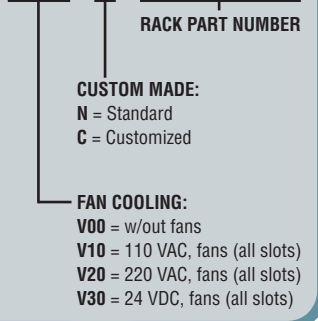 RACK PART NUMBER
CUSTOM MADE:
N = Standard
C = Customized
FAN COOLING:
V00 = w/out fans
V10 = 110 VAC, fans (all slots)
V20 = 220 VAC, fans (all slots)
V30 = 24 VDC, fans (all slots)